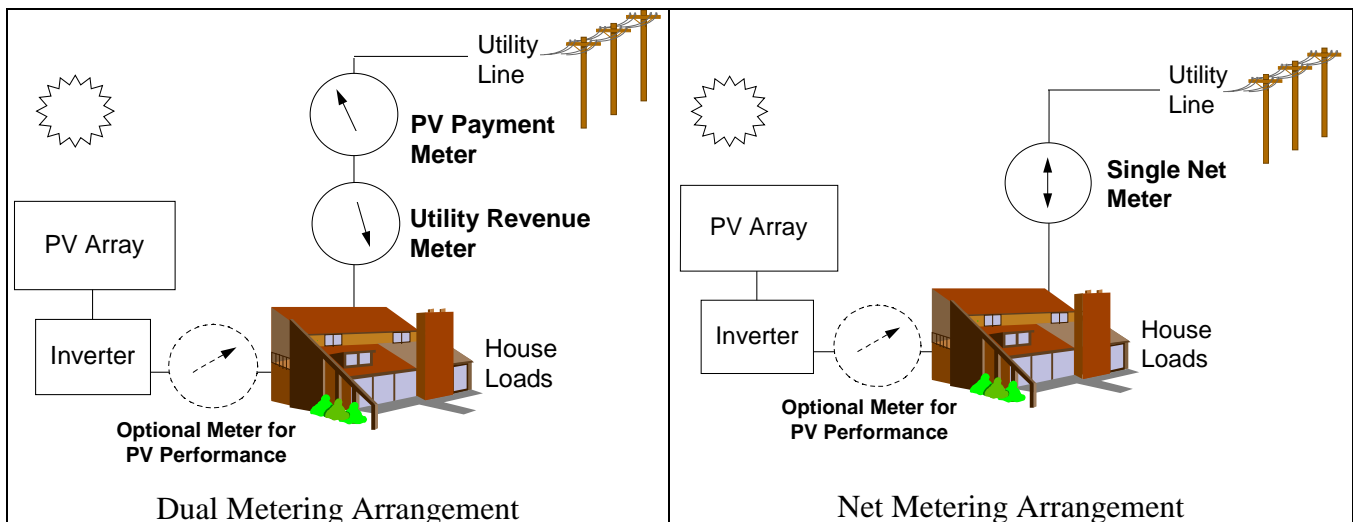 Utility
Line
PV Payment
Meter
Utility Revenue
Meter
PV Array
Inverter
House
Loads
Optional Meter for
PV Performance
Dual Metering Arrangement
Utility
Line
Single Net
Meter
PV Array
Inverter
House
Loads
Optional Meter for
PV Performance
Net Metering Arrangement